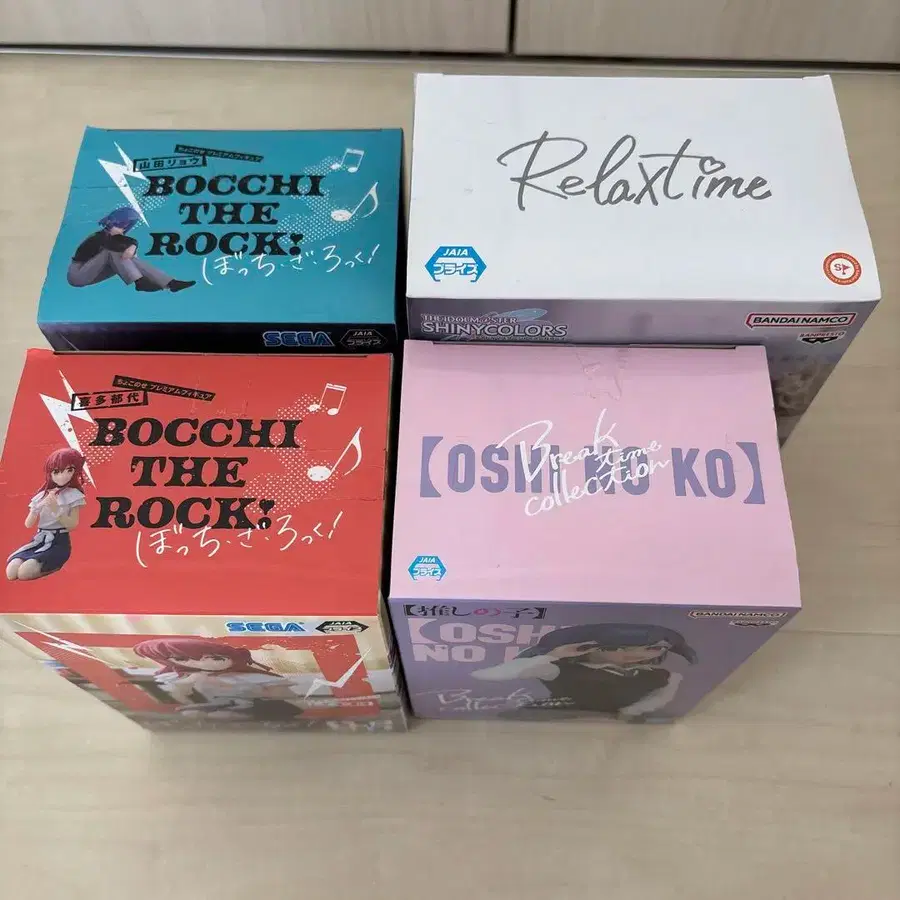 ちょこのせ プレミアムフィギュア
山田リョウ
BOCCHI
THE
ROCK!
ぼっち・ざ・ろっく!
SEGA
JAIA
プライズ
Relaxtime
JAIA
プライズ
S
THE IDOLM@STER
SHINYCOLORS
BANDAI NAMCO
BANPRESTO
ちょこのせ プレミアムフィギュア
喜多郁代
BOCCHI
THE
ROCK!
ぼっち・ざ・ろっく!
SEGA
JAIA
プライズ
【OSHI NO KO】
Break
time
collection
JAIA
プライズ
【推しの子】
BANDAI NAMCO
BANPRESTO
Break time
collection